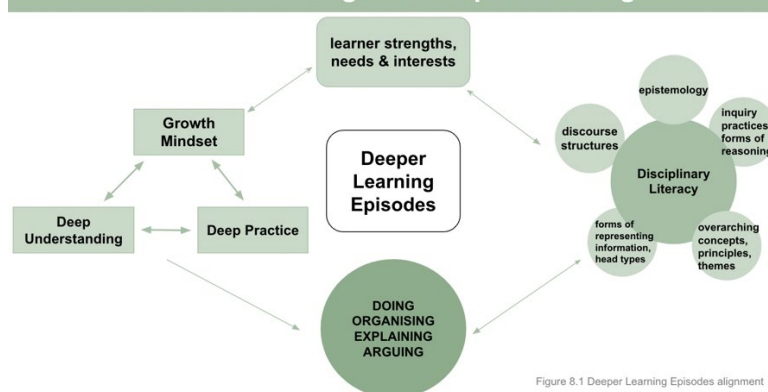 learner strengths,
needs & interests
Growth
Mindset
Deep
Understanding
Deep Practice
Deeper
Learning
Episodes
DOING
ORGANISING
EXPLAINING
ARGUING
epistemology
discourse
structures
inquiry
practices,
forms of
reasoning
Disciplinary
Literacy
forms of
representing
information,
head types
overarching
concepts,
principles,
themes
Figure 8.1 Deeper Learning Episodes alignment